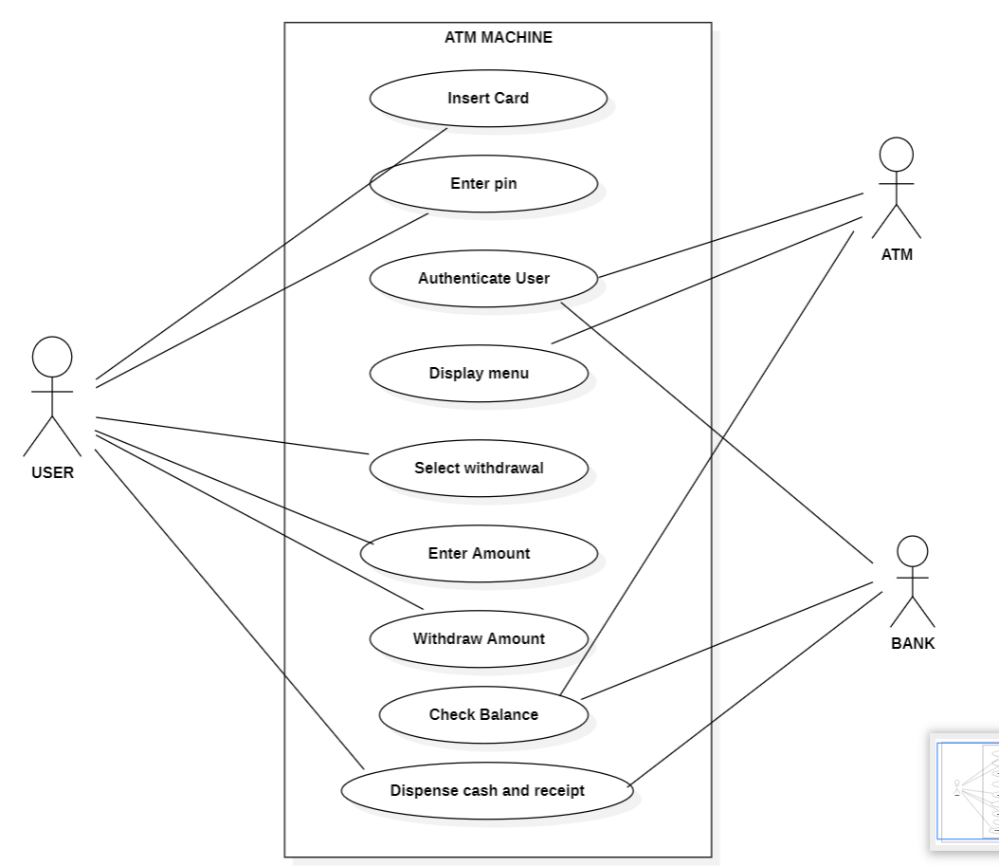 ATM MACHINE
Insert Card
Enter pin
Authenticate User
Display menu
Select withdrawal
Enter Amount
Withdraw Amount
Check Balance
Dispense cash and receipt
USER
ATM
BANK